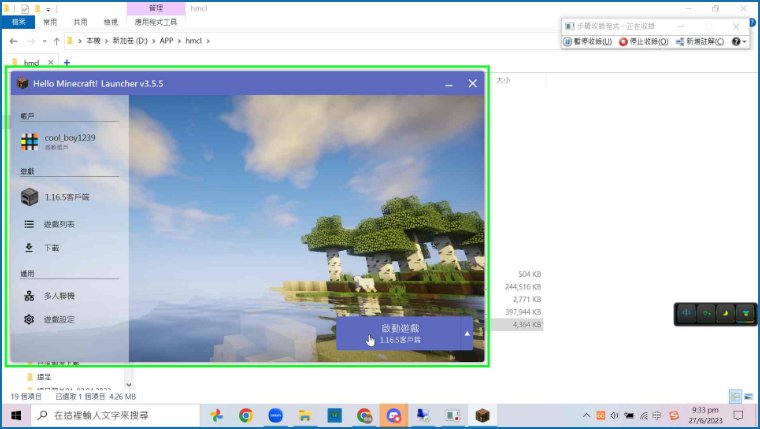 管理
hmcl
檔案
常用
共用
檢視
應用程式工具
步驟收錄程式 - 正在收錄
暫停收錄(U)
停止收錄(O)
新增註解(C)
本機 › 新加卷 (D:) › APP › hmcl ›
hmcl
大小
Hello Minecraft! Launcher v3.5.5
帳戶
cool_boy1239
遊戲
1.16.5客戶端
遊戲列表
下載
通用
多人聯機
遊戲設定
啟動遊戲
1.16.5客戶端
504 KB
244,516 KB
2,771 KB
397,944 KB
4,364 KB
中
還是
19 個項目
已選取 1 個項目 4.26 MB
在這裡輸入文字來搜尋
中
9:33 pm
27/6/2023